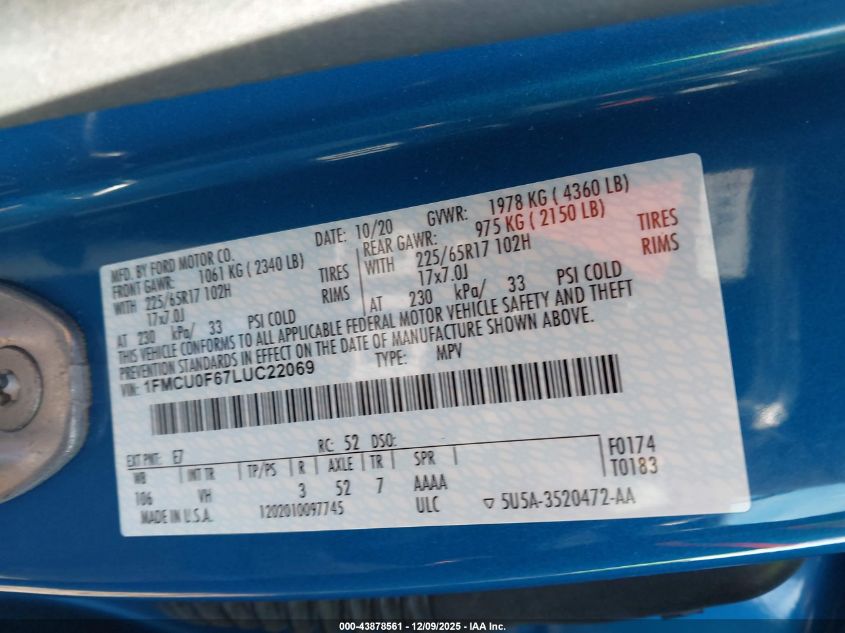 MFD. BY FORD MOTOR CO.
DATE: 10/20 GVWR: 1978 KG ( 4360 LB)
FRONT GAWR: 1061 KG ( 2340 LB) REAR GAWR: 975 KG ( 2150 LB)
WITH 225/65R17 102H TIRES WITH 225/65R17 102H TIRES
17x7.0J RIMS 17x7.0J RIMS
AT 230 kPa/ 33 PSI COLD AT 230 kPa/ 33 PSI COLD
THIS VEHICLE CONFORMS TO ALL APPLICABLE FEDERAL MOTOR VEHICLE SAFETY AND THEFT
PREVENTION STANDARDS IN EFFECT ON THE DATE OF MANUFACTURE SHOWN ABOVE.
VIN: 1FMCU0F67LUC22069 TYPE: MPV
EXT PNT: E7 RC: 52 DSO: F0174
WB INT TR TP/PS R AXLE TR SPR T0183
106 VH 3 52 7 AAAA
MADE IN U.S.A. 1202010097745 ULC ▽ 5U5A-3520472-AA
000-43878561 - 12/09/2025 - IAA Inc.